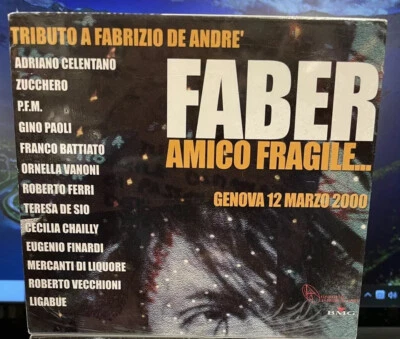 TRIBUTO A FABRIZIO DE ANDRE'
ADRIANO CELENTANO
ZUCCHERO
P.F.M.
GINO PAOLI
FRANCO BATTIATO
ORNELLA VANONI
ROBERTO FERRI
TERESA DE SIO
CECILIA CHAILLY
EUGENIO FINARDI
MERCANTI DI LIQUORE
ROBERTO VECCHIONI
LIGABUE
FABER
AMICO FRAGILE...
GENOVA 12 MARZO 2000
BMG